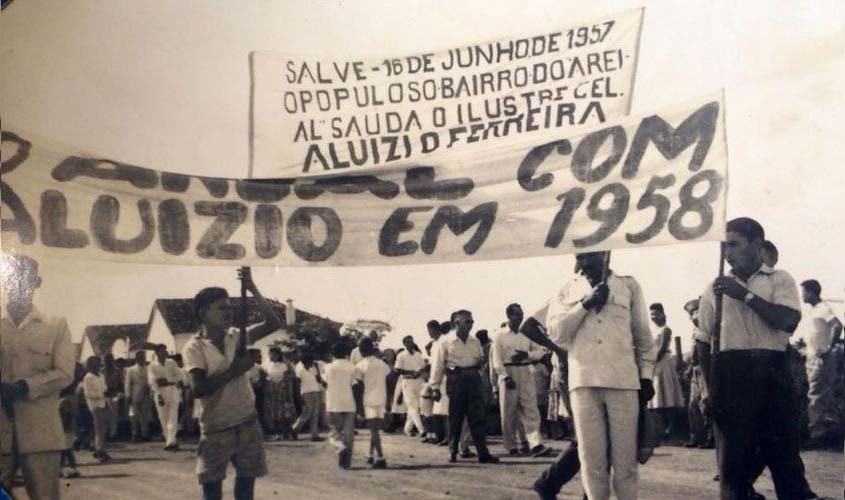 SALVE - 16 DE JUNHO.DE 1957
O POPULOSO.BAIRRO.DO AREI-
AL SAUDA O ILUSTRE CEL.
ALUIZIO FERREIRA
COM
ALUIZIO EM 1958